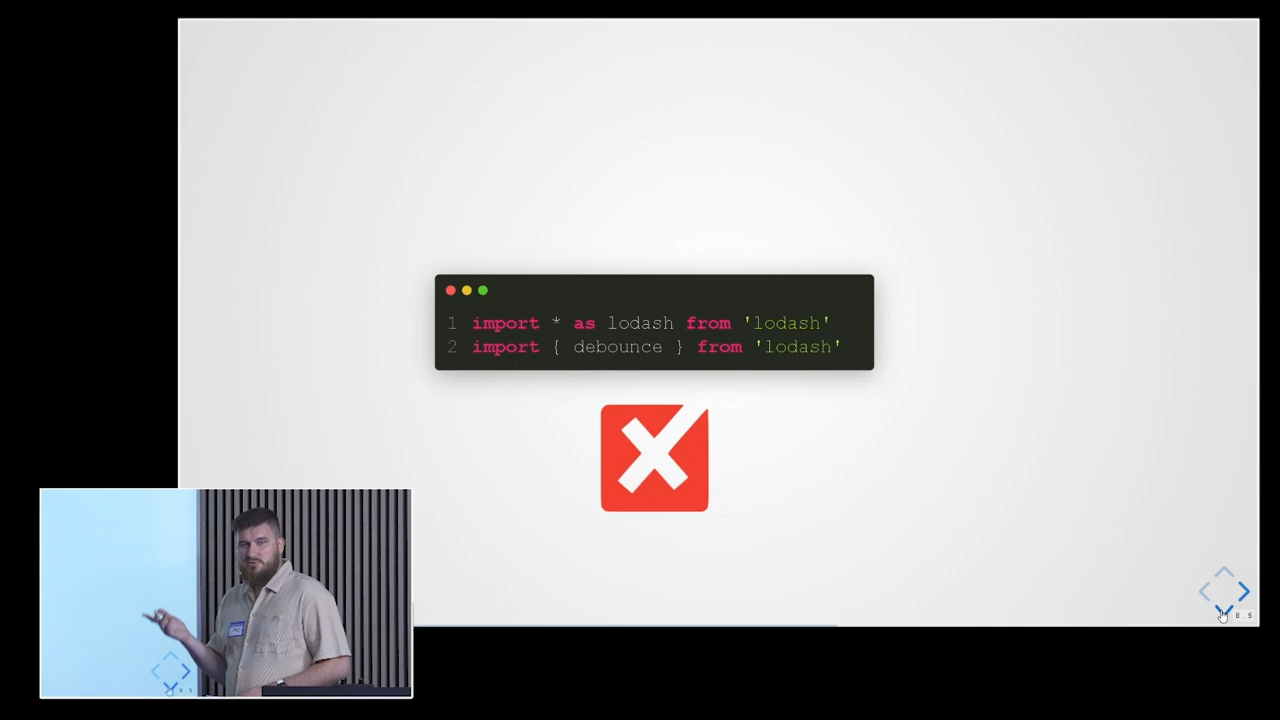 1 import * as lodash from 'lodash'
2 import { debounce } from 'lodash'